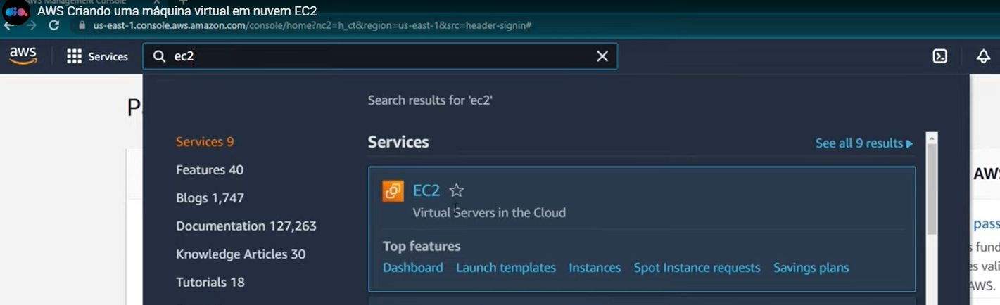 AWS Management Console
dio. AWS Criando uma máquina virtual em nuvem EC2
us-east-1.console.aws.amazon.com/console/home?nc2=h_ct&region=us-east-1&src=header-signin#
aws Services ec2
Search results for 'ec2'
Services 9
Features 40
Blogs 1,747
Documentation 127,263
Knowledge Articles 30
Tutorials 18
Services See all 9 results
EC2
Virtual Servers in the Cloud
Top features
Dashboard Launch templates Instances Spot Instance requests Savings plans
P
AWS
pass
s fund
es vali
AWS.